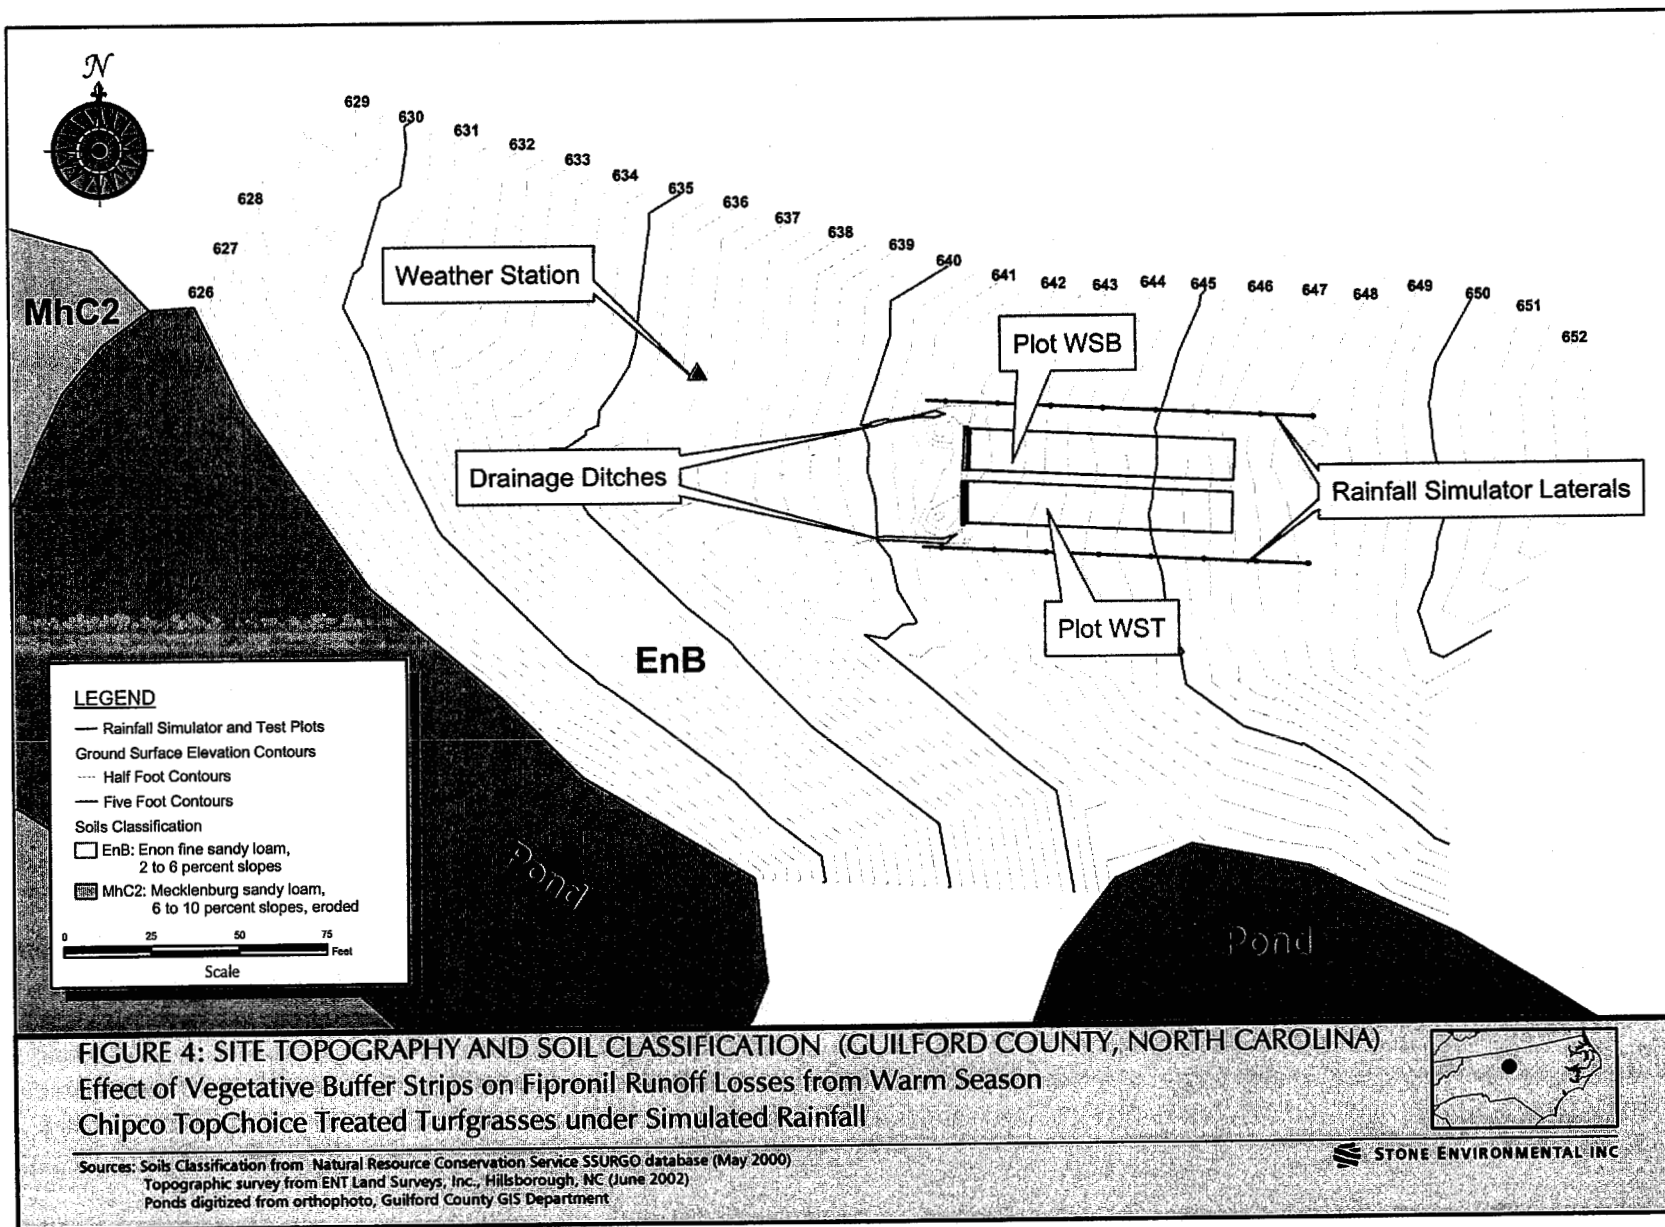 N
629
630
631
632
633
634
635
636
637
638
639
640
641
642
643
644
645
646
647
648
649
650
651
652
628
627
626
MhC2
Weather Station
Plot WSB
Drainage Ditches
Rainfall Simulator Laterals
Plot WST
EnB
LEGEND
Rainfall Simulator and Test Plots
Ground Surface Elevation Contours
Half Foot Contours
Five Foot Contours
Soils Classification
EnB: Enon fine sandy loam,
2 to 6 percent slopes
MhC2: Mecklenburg sandy loam,
6 to 10 percent slopes, eroded
0 25 50 75
Feet
Scale
Pond
Pond
FIGURE 4: SITE TOPOGRAPHY AND SOIL CLASSIFICATION (GUILFORD COUNTY, NORTH CAROLINA)
Effect of Vegetative Buffer Strips on Fipronil Runoff Losses from Warm Season
Chipco TopChoice Treated Turfgrasses under Simulated Rainfall
STONE ENVIRONMENTAL INC
Sources: Soils Classification from Natural Resource Conservation Service SSURGO database (May 2000)
Topographic survey from ENT Land Surveys, Inc., Hillsborough, NC (June 2002)
Ponds digitized from orthophoto, Guilford County GIS Department